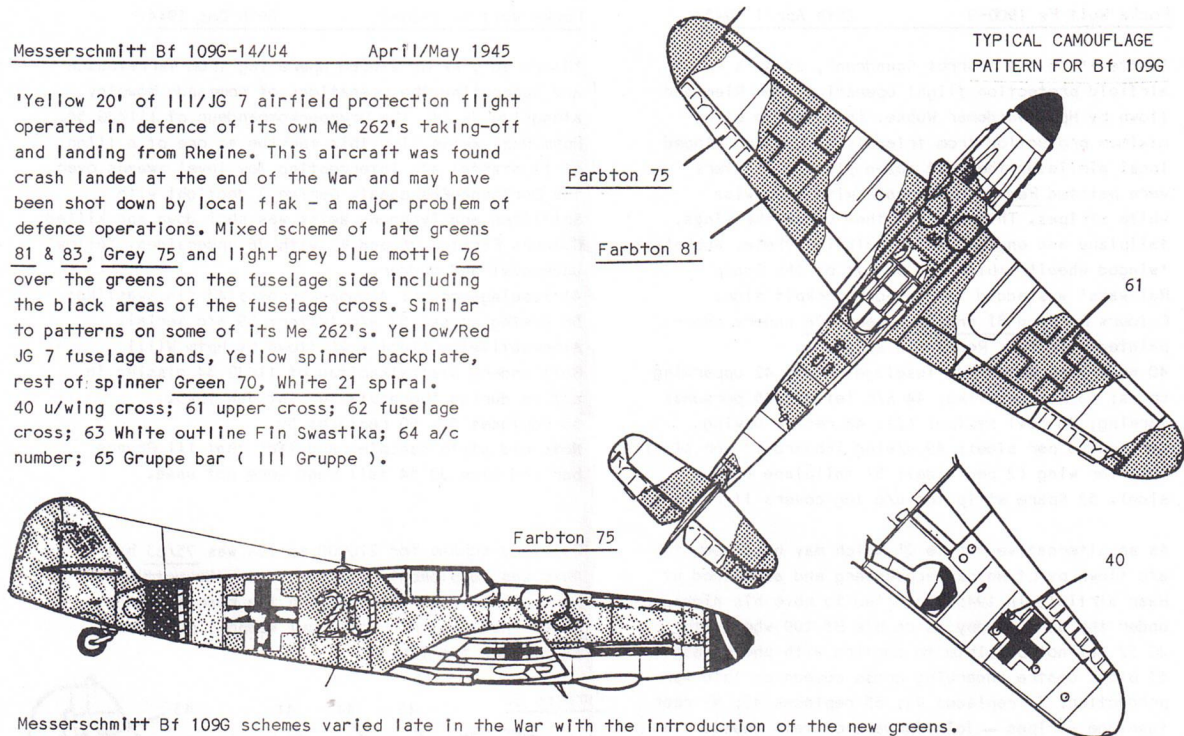 Messerschmitt Bf 109G-14/U4 April/May 1945
'Yellow 20' of III/JG 7 airfield protection flight
operated in defence of its own Me 262's taking-off
and landing from Rheine. This aircraft was found
crash landed at the end of the War and may have
been shot down by local flak - a major problem of
defence operations. Mixed scheme of late greens
81 & 83, Grey 75 and light grey blue mottle 76
over the greens on the fuselage side including
the black areas of the fuselage cross. Similar
to patterns on some of its Me 262's. Yellow/Red
JG 7 fuselage bands, Yellow spinner backplate,
rest of spinner Green 70, White 21 spiral.
40 u/wing cross; 61 upper cross; 62 fuselage
cross; 63 White outline Fin Swastika; 64 a/c
number; 65 Gruppe bar ( III Gruppe ).
TYPICAL CAMOUFLAGE
PATTERN FOR Bf 109G
Farbton 75
Farbton 81
61
Farbton 75
40
20
Messerschmitt Bf 109G schemes varied late in the War with the introduction of the new greens.